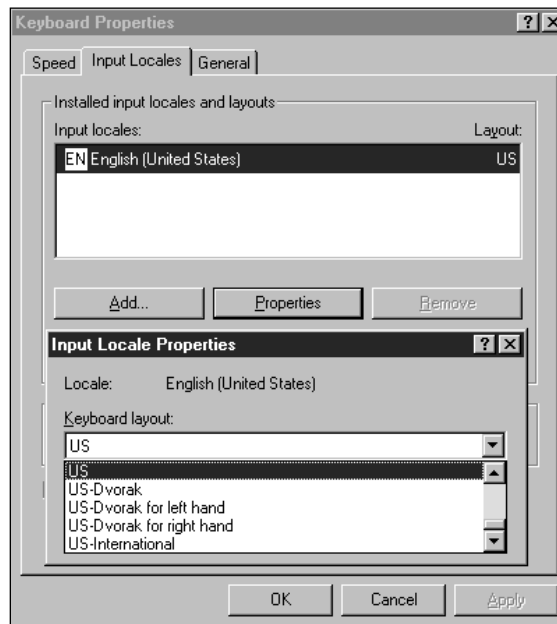 Keyboard Properties
Speed Input Locales General
Installed input locales and layouts
Input locales: Layout:
EN English (United States) US
Add... Properties Remove
Input Locale Properties
Locale: English (United States)
Keyboard layout:
US
US
US-Dvorak
US-Dvorak for left hand
US-Dvorak for right hand
US-International
OK Cancel Apply